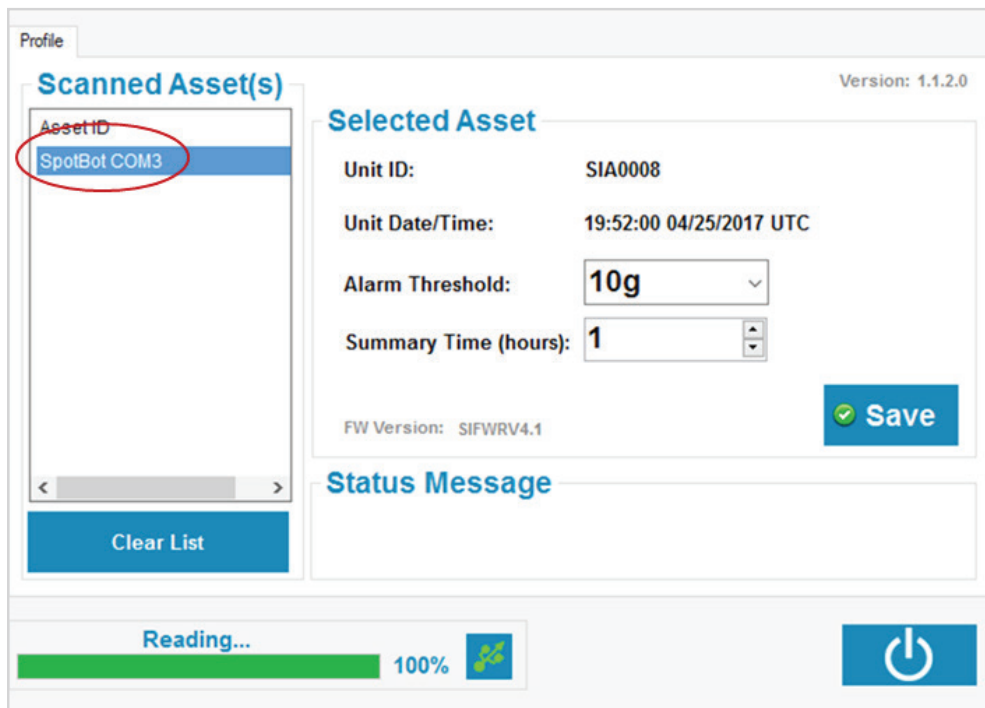 Profile
Scanned Asset(s)
Version: 1.1.2.0
Asset ID
SpotBot COM3
Clear List
Selected Asset
Unit ID: SIA0008
Unit Date/Time: 19:52:00 04/25/2017 UTC
Alarm Threshold: 10g
Summary Time (hours): 1
FW Version: SIFWRV4.1
Save
Status Message
Reading...
100%